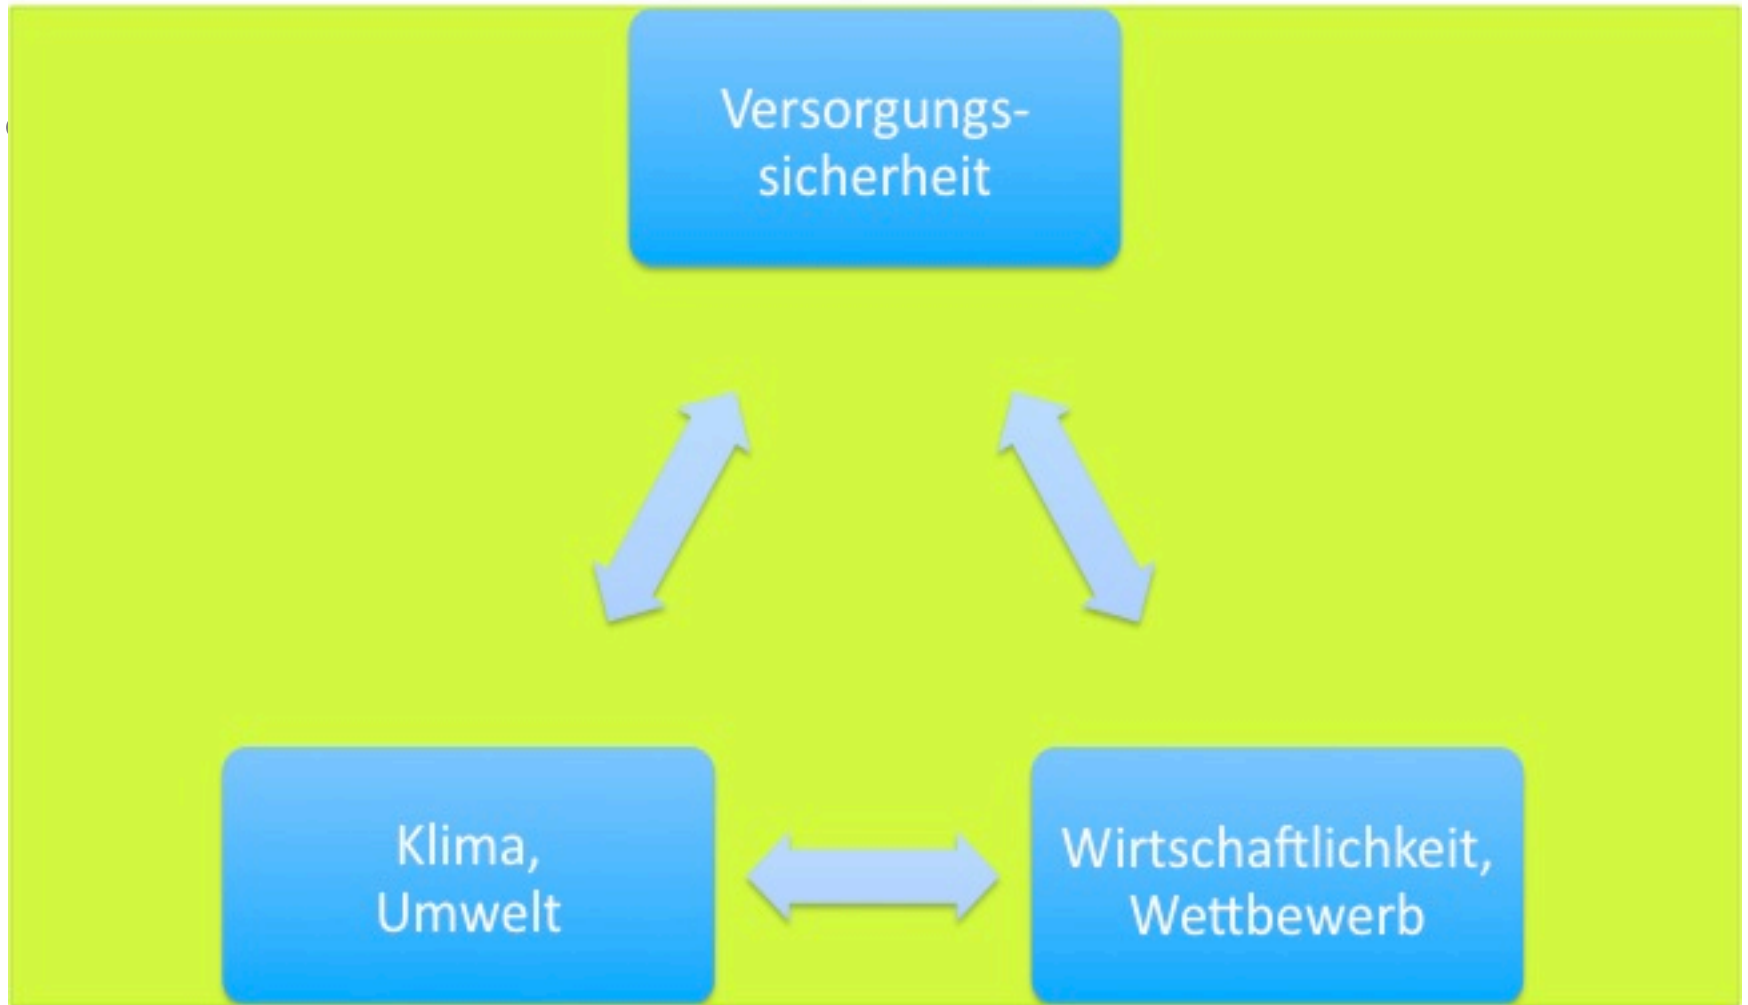 Versorgungs-
sicherheit
Klima,
Umwelt
Wirtschaftlichkeit,
Wettbewerb